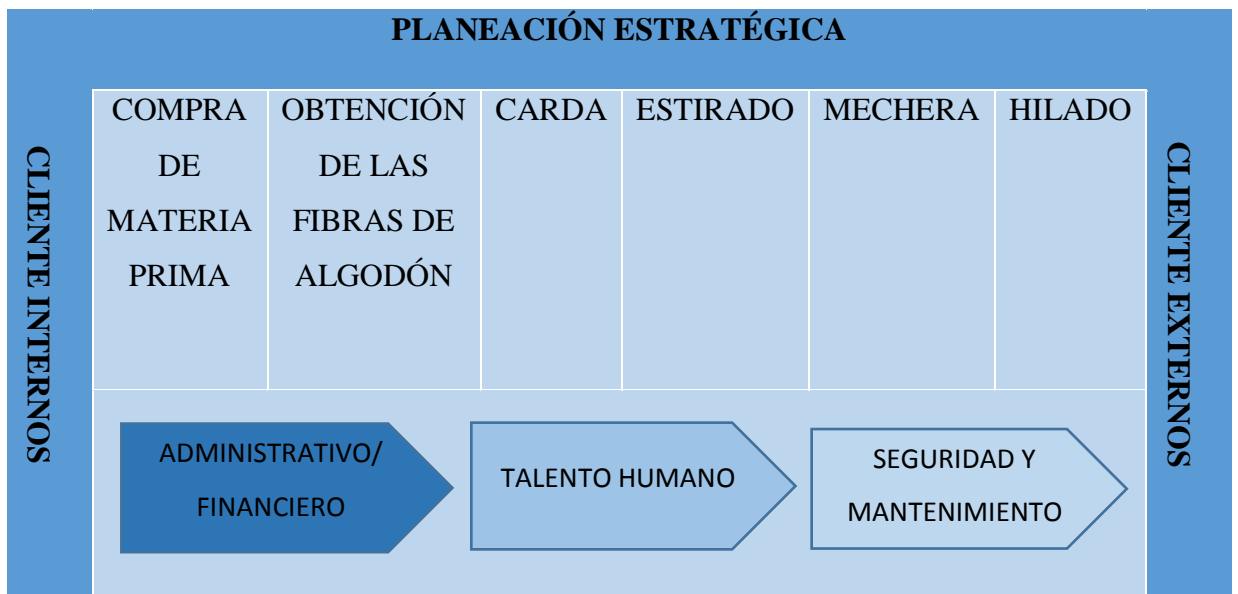 PLANEACIÓN ESTRATÉGICA
CLIENTE INTERNOS
COMPRA
DE
MATERIA
PRIMA
OBTENCIÓN
DE LAS
FIBRAS DE
ALGODÓN
CARDA
ESTIRADO
MECHERA
HILADO
CLIENTE EXTERNOS
ADMINISTRATIVO/
FINANCIERO
TALENTO HUMANO
SEGURIDAD Y
MANTENIMIENTO